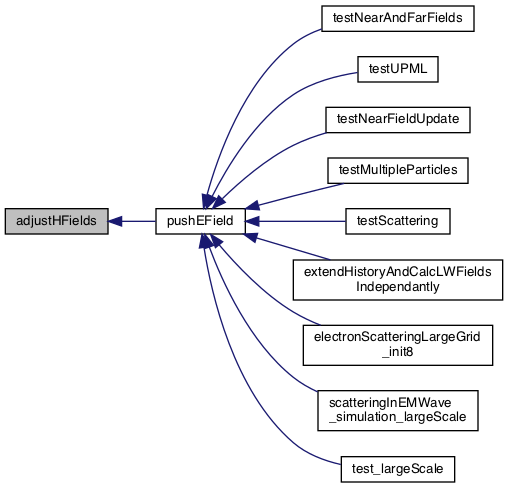 testNearAndFarFields
testUPML
testNearFieldUpdate
testMultipleParticles
adjustHFields
pushEField
testScattering
extendHistoryAndCalcLWFields
Independantly
electronScatteringLargeGrid
_init8
scatteringInEMWave
_simulation_largeScale
test_largeScale